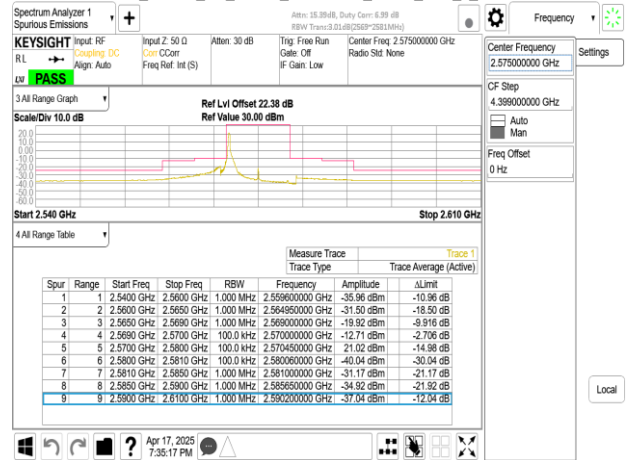 Spectrum Analyzer 1
Spurious Emissions
Attn: 15.39dB, Duty Corr: 6.99 dB
RBW Trans:3.01dB(2569~2581MHz)
Frequency
KEYSIGHT
RL
PASS
Input: RF
Coupling: DC
Align: Auto
Input Z: 50 Ω
Corr CCorr
Freq Ref: Int (S)
Atten: 30 dB
Trig: Free Run
Gate: Off
IF Gain: Low
Center Freq: 2.575000000 GHz
Radio Std: None
Center Frequency
2.575000000 GHz
Settings
CF Step
4.399000000 GHz
Auto
Man
Freq Offset
0 Hz
3 All Range Graph
Scale/Div 10.0 dB
Ref Lvl Offset 22.38 dB
Ref Value 30.00 dBm
20.0
10.0
0.00
-10.0
-20.0
-30.0
-40.0
-50.0
-60.0
Start 2.540 GHz
Stop 2.610 GHz
4 All Range Table
Measure Trace Trace 1
Trace Type Trace Average (Active)
Spur Range Start Freq Stop Freq RBW Frequency Amplitude ΔLimit
1 1 2.5400 GHz 2.5600 GHz 1.000 MHz 2.559600000 GHz -35.96 dBm -10.96 dB
2 2 2.5600 GHz 2.5650 GHz 1.000 MHz 2.564950000 GHz -31.50 dBm -18.50 dB
3 3 2.5650 GHz 2.5690 GHz 1.000 MHz 2.569000000 GHz -19.92 dBm -9.916 dB
4 4 2.5690 GHz 2.5700 GHz 100.0 kHz 2.570000000 GHz -12.71 dBm -2.706 dB
5 5 2.5700 GHz 2.5800 GHz 100.0 kHz 2.570450000 GHz 21.02 dBm -14.98 dB
6 6 2.5800 GHz 2.5810 GHz 100.0 kHz 2.580060000 GHz -40.04 dBm -30.04 dB
7 7 2.5810 GHz 2.5850 GHz 1.000 MHz 2.581000000 GHz -31.17 dBm -21.17 dB
8 8 2.5850 GHz 2.5900 GHz 1.000 MHz 2.585650000 GHz -34.92 dBm -21.92 dB
9 9 2.5900 GHz 2.6100 GHz 1.000 MHz 2.590200000 GHz -37.04 dBm -12.04 dB
Local
Apr 17, 2025
7:35:17 PM